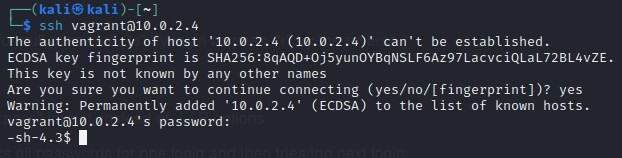 ┌──(kali㉿kali)-[~]
└─$ ssh vagrant@10.0.2.4
The authenticity of host '10.0.2.4 (10.0.2.4)' can't be established.
ECDSA key fingerprint is SHA256:8qAQD+Oj5yunOYBqNSLF6Az97LacvciQLaL72BL4vZE.
This key is not known by any other names
Are you sure you want to continue connecting (yes/no/[fingerprint])? yes
Warning: Permanently added '10.0.2.4' (ECDSA) to the list of known hosts.
vagrant@10.0.2.4's password:
-sh-4.3$